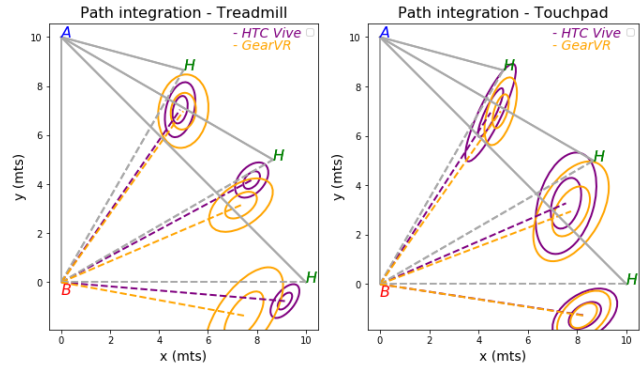 Path integration - Treadmill
- HTC Vive
- GearVR
A
H
H
H
B
10
8
6
4
2
0
y (mts)
0 2 4 6 8 10
x (mts)
Path integration - Touchpad
- HTC Vive
- GearVR
A
H
H
H
B
10
8
6
4
2
0
y (mts)
0 2 4 6 8 10
x (mts)